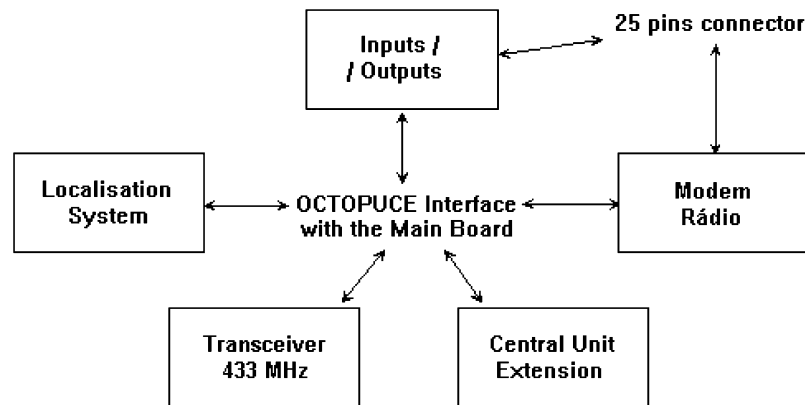 Inputs /
/ Outputs
25 pins connector
Localisation
System
OCTOPUCE Interface
with the Main Board
Modem
Rádio
Transceiver
433 MHz
Central Unit
Extension